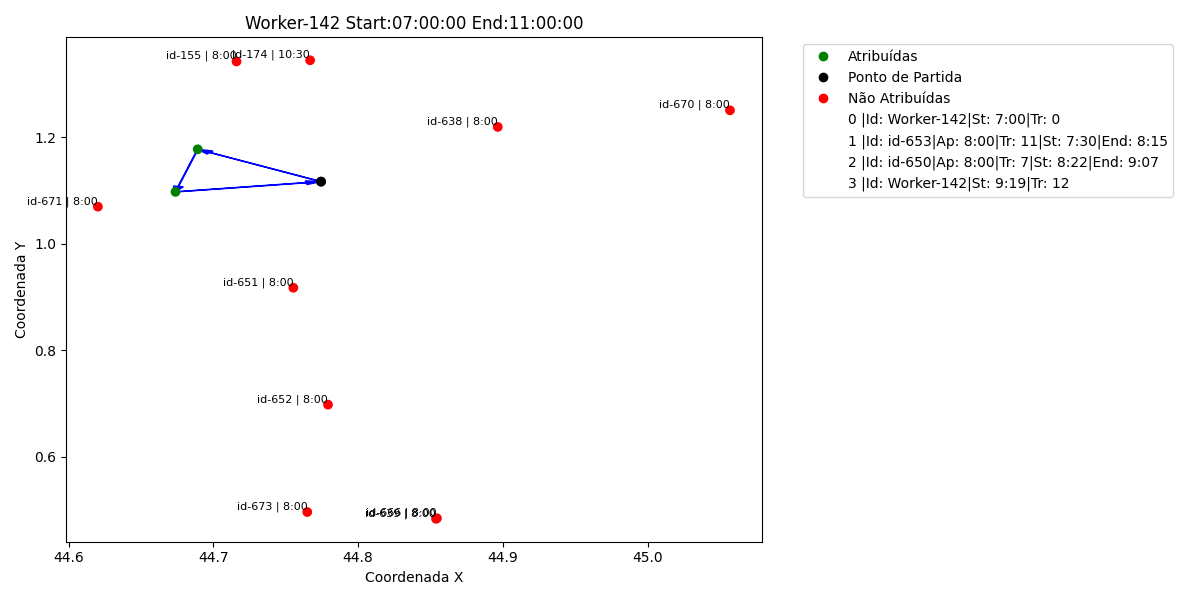 Worker-142 Start:07:00:00 End:11:00:00
id-155 | 8:00
id-174 | 10:30
id-670 | 8:00
id-638 | 8:00
id-671 | 8:00
id-651 | 8:00
id-652 | 8:00
id-673 | 8:00
1.2
1.0
0.8
0.6
Coordenada Y
44.6 44.7 44.8 44.9 45.0
Coordenada X
Atribuídas
Ponto de Partida
Não Atribuídas
0 |Id: Worker-142|St: 7:00|Tr: 0
1 |Id: id-653|Ap: 8:00|Tr: 11|St: 7:30|End: 8:15
2 |Id: id-650|Ap: 8:00|Tr: 7|St: 8:22|End: 9:07
3 |Id: Worker-142|St: 9:19|Tr: 12